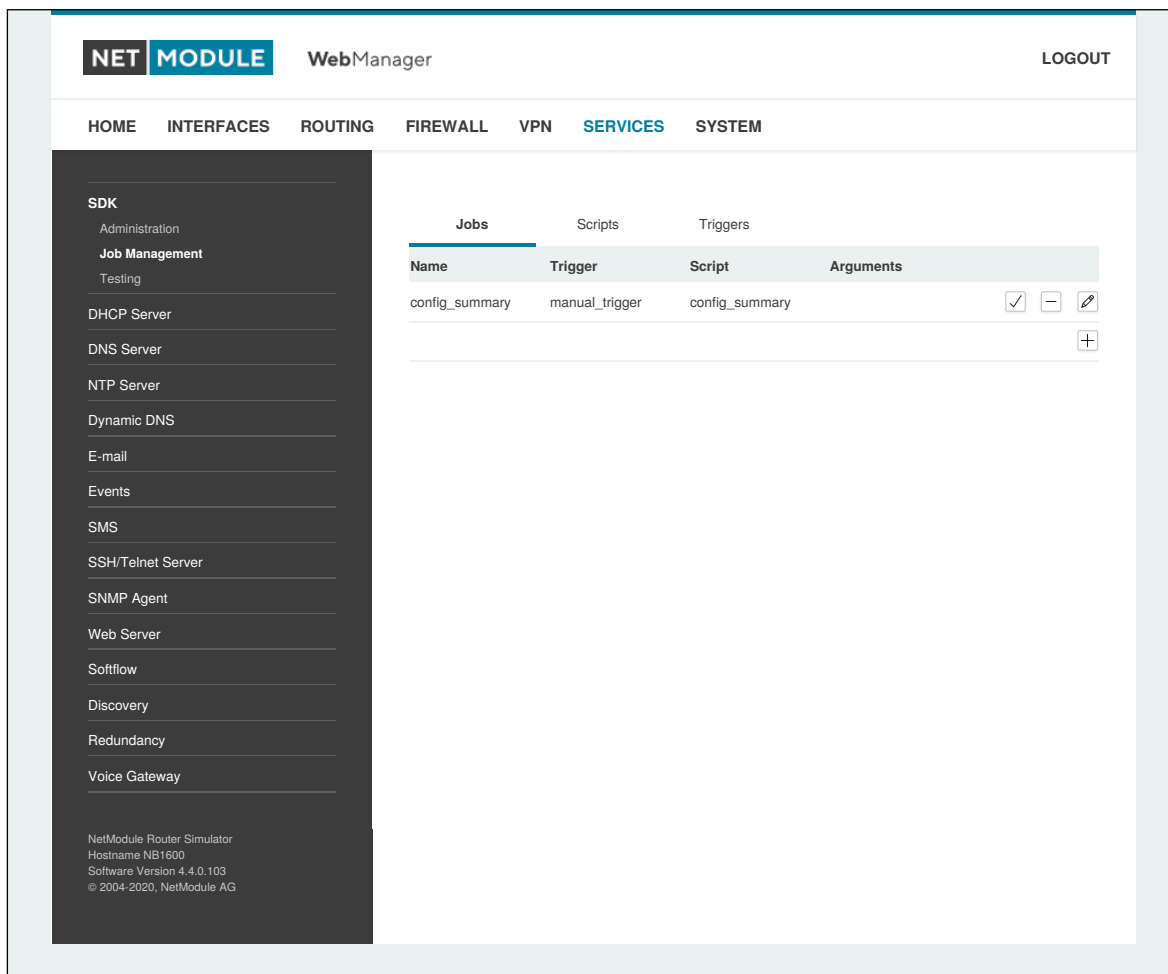 NET MODULE WebManager LOGOUT
HOME INTERFACES ROUTING FIREWALL VPN SERVICES SYSTEM
SDK
Administration
Job Management
Testing
DHCP Server
DNS Server
NTP Server
Dynamic DNS
E-mail
Events
SMS
SSH/Telnet Server
SNMP Agent
Web Server
Softflow
Discovery
Redundancy
Voice Gateway
NetModule Router Simulator
Hostname NB1600
Software Version 4.4.0.103
© 2004-2020, NetModule AG
Jobs Scripts Triggers
Name Trigger Script Arguments
config_summary manual_trigger config_summary